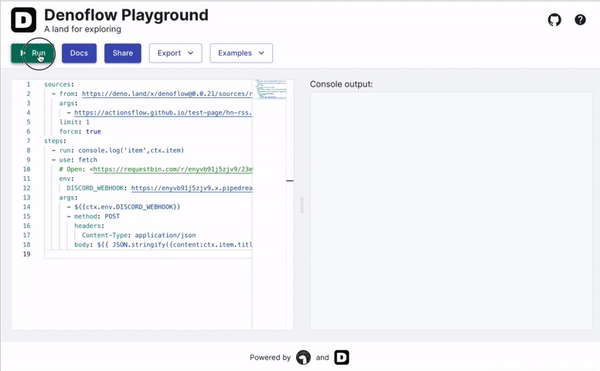 Denoflow Playground
A land for exploring
Run
Docs
Share
Export
Examples
1 sources:
2 - from: https://deno.land/x/denoflow@0.0.21/sources/r
3 args:
4 - https://actionsflow.github.io/test-page/hn-rss.
5 limit: 1
6 force: true
7 steps:
8 - run: console.log('item',ctx.item)
9 - use: fetch
10 # Open: <https://requestbin.com/r/enyvb91j5zjv9/23e
11 env:
12 DISCORD_WEBHOOK: https://enyvb91j5zjv9.x.pipedrea
13 args:
14 - ${{ctx.env.DISCORD_WEBHOOK}}
15 - method: POST
16 headers:
17 Content-Type: application/json
18 body: ${{ JSON.stringify({content:ctx.item.titl
19
Console output:
Powered by and